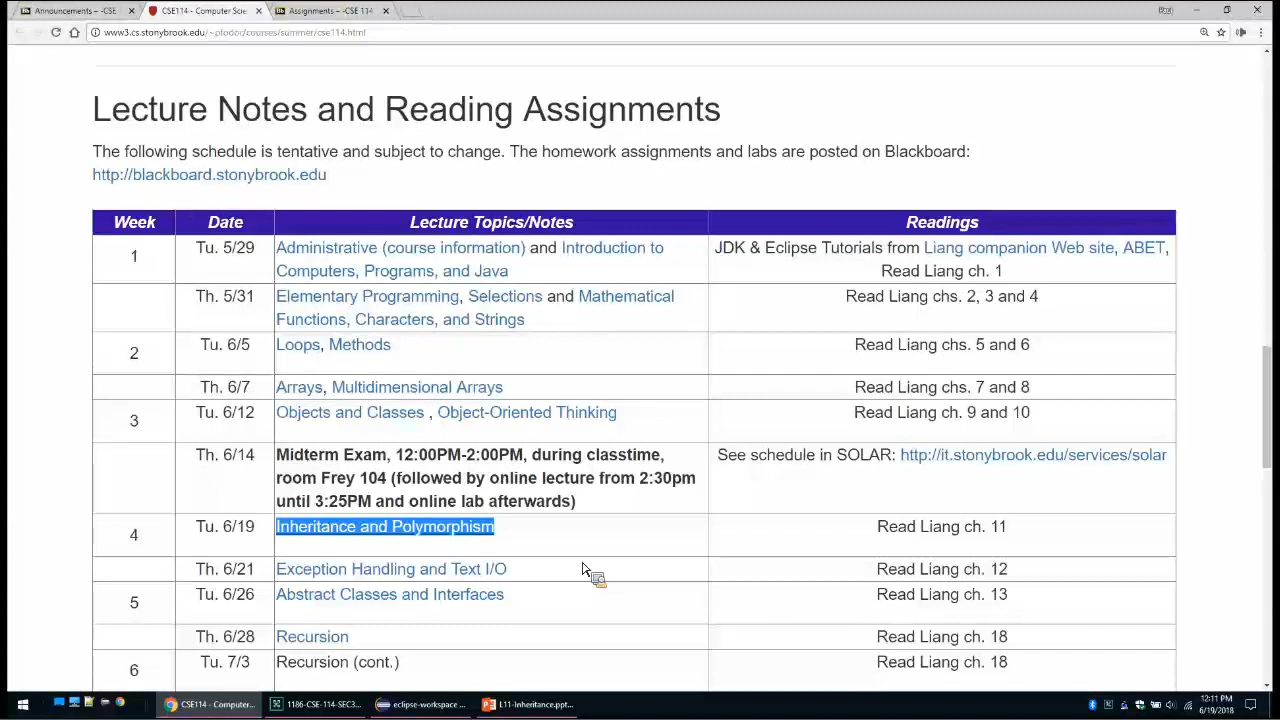 Announcements – -CSE
CSE114 - Computer Scie
Assignments – -CSE 114
www3.cs.stonybrook.edu/~pfodor/courses/summer/cse114.html
Lecture Notes and Reading Assignments
The following schedule is tentative and subject to change. The homework assignments and labs are posted on Blackboard:
http://blackboard.stonybrook.edu
Week Date Lecture Topics/Notes Readings
1 Tu. 5/29 Administrative (course information) and Introduction to JDK & Eclipse Tutorials from Liang companion Web site, ABET,
Computers, Programs, and Java Read Liang ch. 1
Th. 5/31 Elementary Programming, Selections and Mathematical Read Liang chs. 2, 3 and 4
Functions, Characters, and Strings
2 Tu. 6/5 Loops, Methods Read Liang chs. 5 and 6
Th. 6/7 Arrays, Multidimensional Arrays Read Liang chs. 7 and 8
3 Tu. 6/12 Objects and Classes , Object-Oriented Thinking Read Liang ch. 9 and 10
Th. 6/14 Midterm Exam, 12:00PM-2:00PM, during classtime, See schedule in SOLAR: http://it.stonybrook.edu/services/solar
room Frey 104 (followed by online lecture from 2:30pm
until 3:25PM and online lab afterwards)
4 Tu. 6/19 Inheritance and Polymorphism Read Liang ch. 11
Th. 6/21 Exception Handling and Text I/O Read Liang ch. 12
5 Tu. 6/26 Abstract Classes and Interfaces Read Liang ch. 13
Th. 6/28 Recursion Read Liang ch. 18
6 Tu. 7/3 Recursion (cont.) Read Liang ch. 18
CSE114 - Computer...
1186-CSE-114-SEC3...
eclipse-workspace ...
L11-Inheritance.ppt...
12:11 PM
6/19/2018